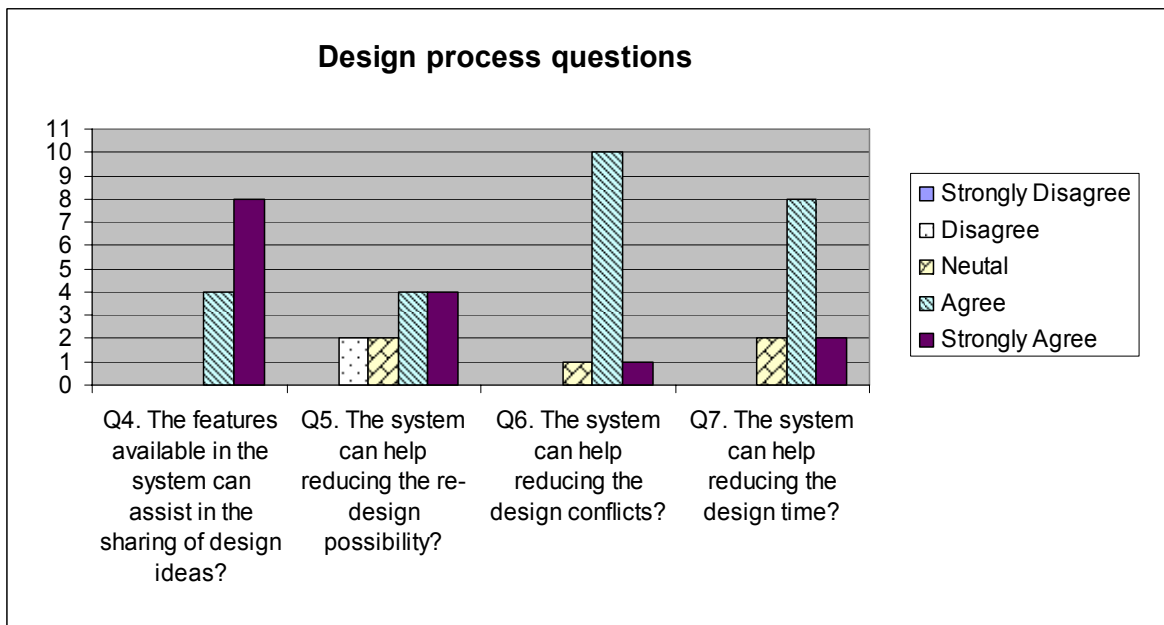 Design process questions
11
10
9
8
7
6
5
4
3
2
1
0
Q4. The features
available in the
system can
assist in the
sharing of design
ideas?
Q5. The system
can help
reducing the re-
design
possibility?
Q6. The system
can help
reducing the
design conflicts?
Q7. The system
can help
reducing the
design time?
Strongly Disagree
Disagree
Neutal
Agree
Strongly Agree